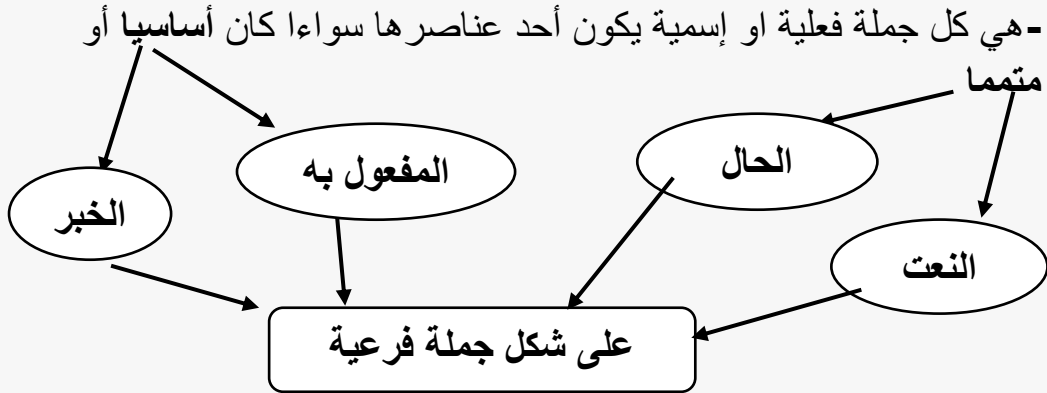 -هي كل جملة فعلية او إسمية يكون أحد عناصرها سواءا كان أساسيا أو
متمما
الحال
المفعول به
الخبر
النعت
على شكل جملة فرعية